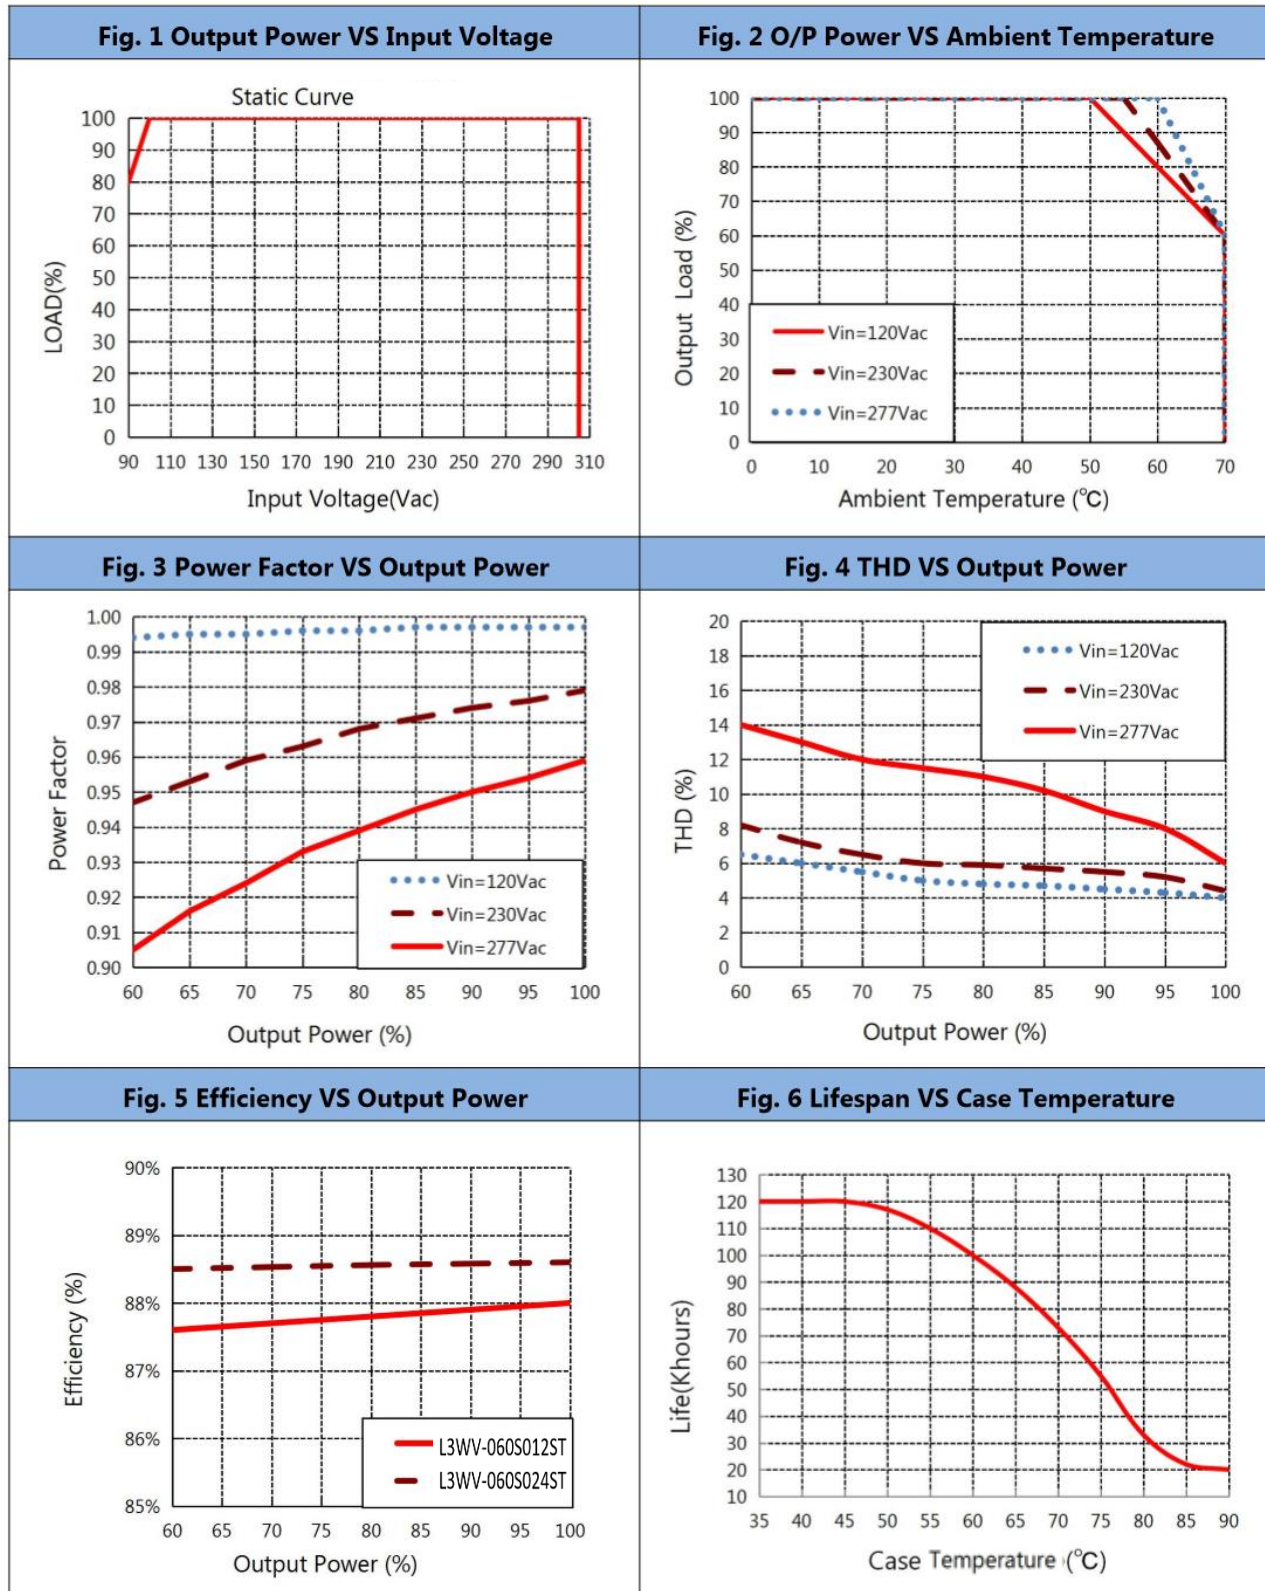 Fig. 1 Output Power VS Input Voltage
Static Curve
LOAD(%)
100
90
80
70
60
50
40
30
20
10
0
90 110 130 150 170 190 210 230 250 270 290 310
Input Voltage(Vac)
Fig. 2 O/P Power VS Ambient Temperature
Output Load (%)
100
90
80
70
60
50
40
30
20
10
0
Vin=120Vac
Vin=230Vac
Vin=277Vac
0 10 20 30 40 50 60 70
Ambient Temperature (℃)
Fig. 3 Power Factor VS Output Power
Power Factor
1.00
0.99
0.98
0.97
0.96
0.95
0.94
0.93
0.92
0.91
0.90
Vin=120Vac
Vin=230Vac
Vin=277Vac
60 65 70 75 80 85 90 95 100
Output Power (%)
Fig. 4 THD VS Output Power
THD (%)
20
18
16
14
12
10
8
6
4
2
0
Vin=120Vac
Vin=230Vac
Vin=277Vac
60 65 70 75 80 85 90 95 100
Output Power (%)
Fig. 5 Efficiency VS Output Power
Efficiency (%)
90%
89%
88%
87%
86%
85%
L3WV-060S012ST
L3WV-060S024ST
60 65 70 75 80 85 90 95 100
Output Power (%)
Fig. 6 Lifespan VS Case Temperature
Life(Khours)
130
120
110
100
90
80
70
60
50
40
30
20
10
35 40 45 50 55 60 65 70 75 80 85 90
Case Temperature (℃)